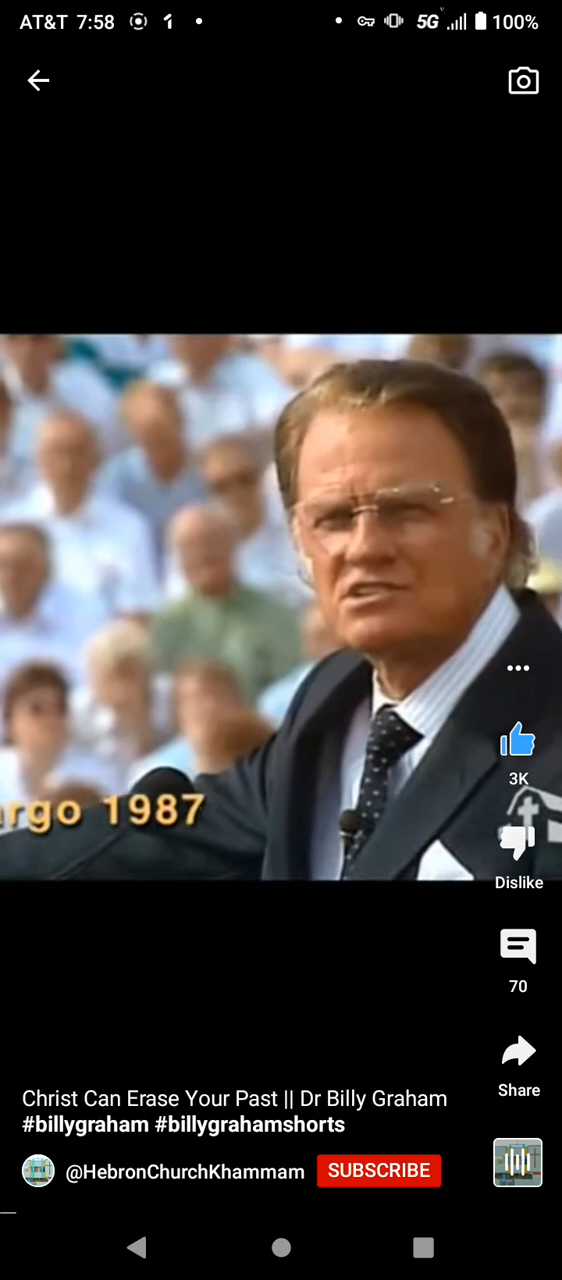 AT&T 7:58 5G 100%
rgo 1987
3K
Dislike
70
Share
Christ Can Erase Your Past || Dr Billy Graham
#billygraham #billygrahamshorts
@HebronChurchKhammam SUBSCRIBE